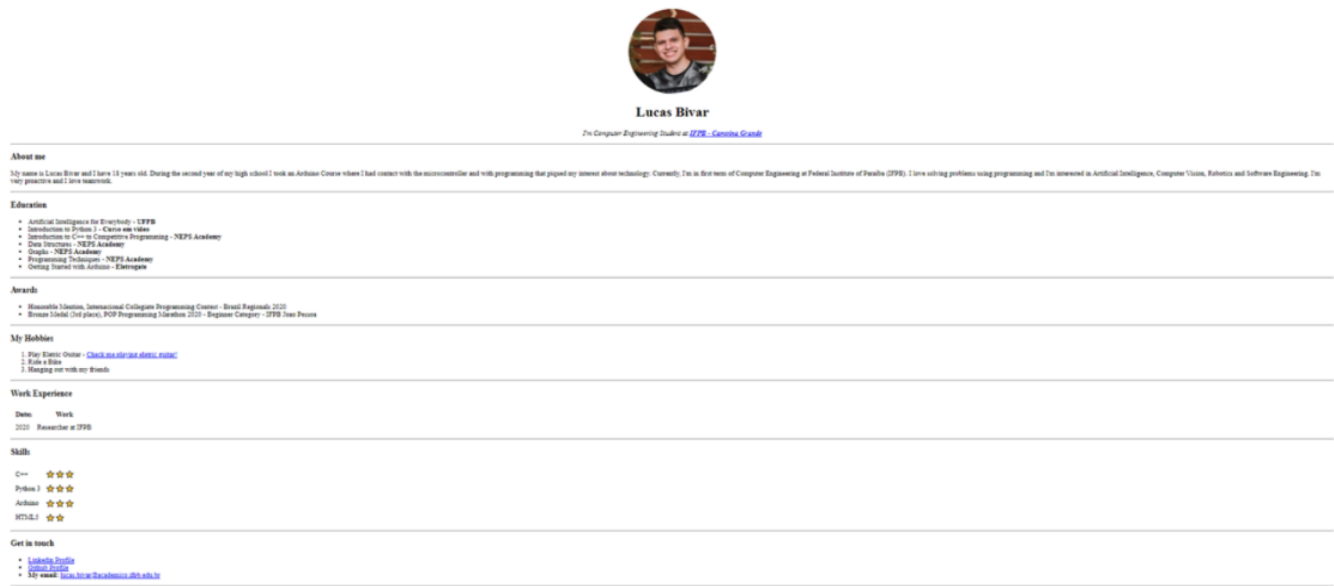 Lucas Bivar
I'm Computer Engineering Student at IFPB - Campina Grande
About me
My name is Lucas Bivar and I have 18 years old. During the second year of my high school I took an Arduino Course where I had contact with the microcontroller and with programming that piqued my interest about technology. Currently, I'm in first term of Computer Engineering at Federal Institute of Paraíba (IFPB). I love solving problems using programming and I'm interested in Artificial Intelligence, Computer Vision, Robotics and Software Engineering. I'm
very proactive and I love teamwork.
Education
Artificial Intelligence for Everybody - UFPB
Introduction to Python 3 - Curso em vídeo
Introduction to C++ to Competitive Programming - NEPS Academy
Data Structures - NEPS Academy
Graphs - NEPS Academy
Programming Techniques - NEPS Academy
Getting Started with Arduino - Eletrogate
Awards
Honorable Mention, Internacional Collegiate Programming Contest - Brazil Regionals 2020
Bronze Medal (3rd place), POP Programming Marathon 2020 - Beginner Category - IFPB Joao Pessoa
My Hobbies
1. Play Eletric Guitar - Check me playing eletric guitar!
2. Ride a Bike
3. Hanging out with my friends
Work Experience
Dates Work
2020 Researcher at IFPB
Skills
C++
Python 3
Arduino
HTML5
Get in touch
Linkedin Profile
Github Profile
My email: lucas.bivar@academico.ifpb.edu.br